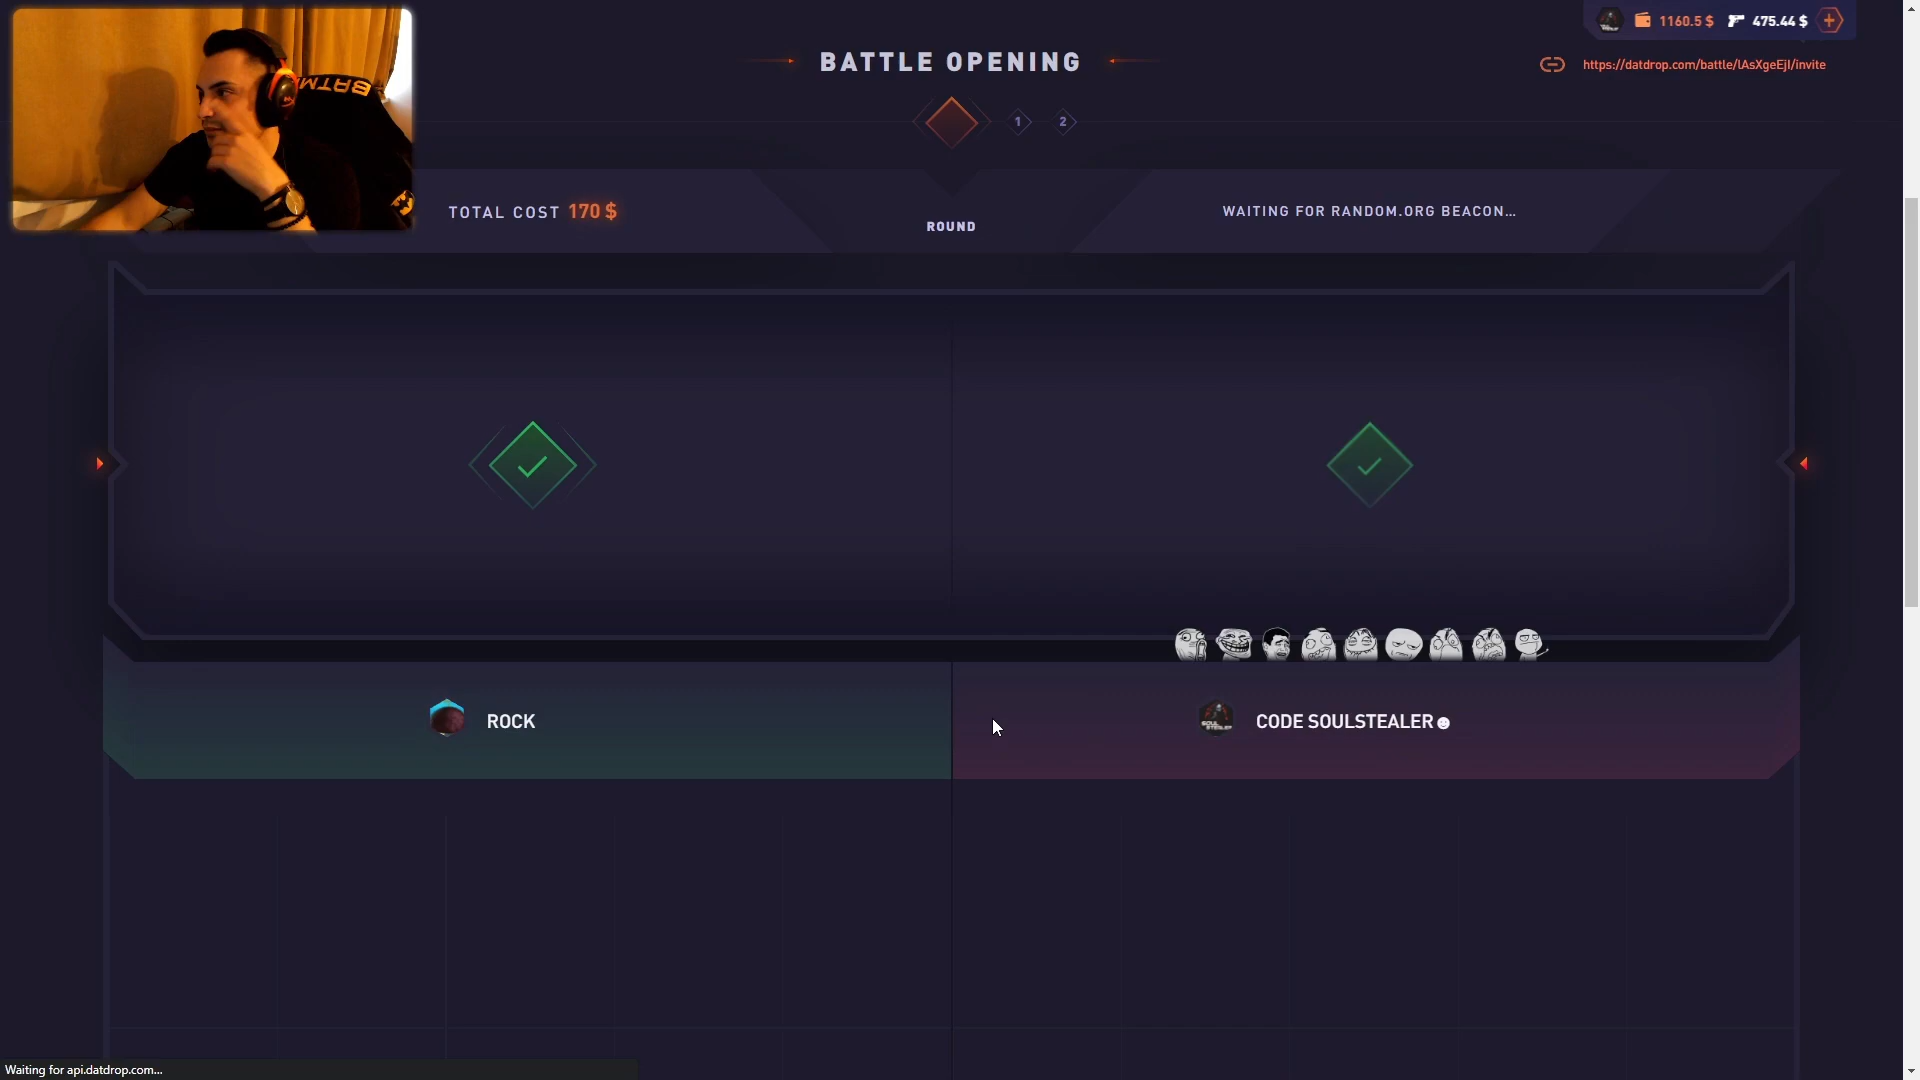 1160.5 $ 475.44 $
BATTLE OPENING
https://datdrop.com/battle/lAsXgeEjI/invite
1 2
TOTAL COST 170 $
ROUND
WAITING FOR RANDOM.ORG BEACON...
ROCK
CODE SOULSTEALER☻
Waiting for api.datdrop.com...